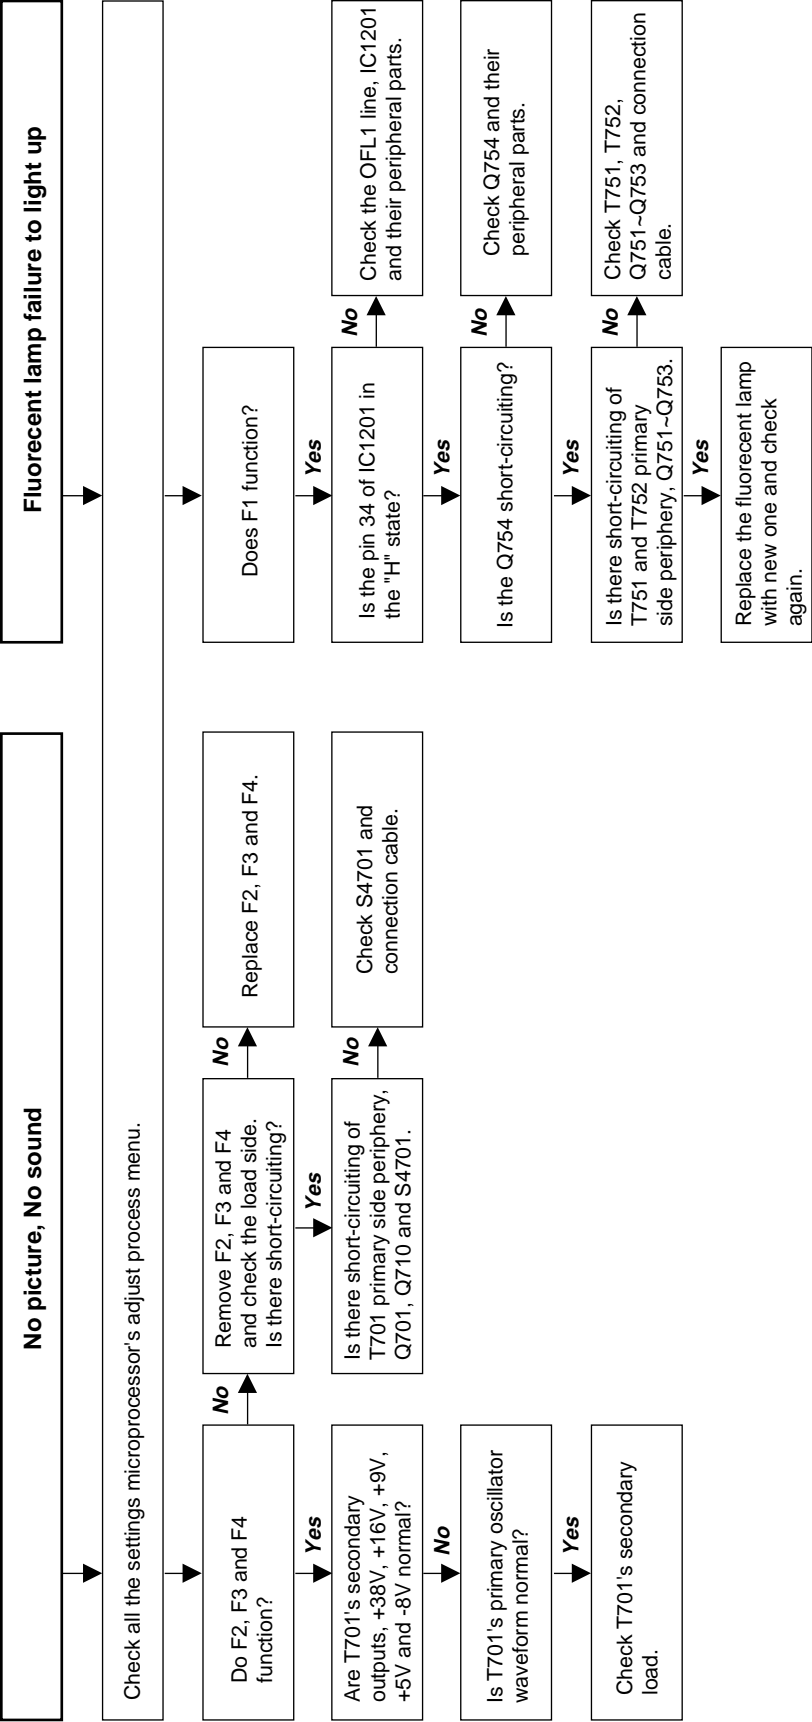 No picture, No sound
Fluorecent lamp failure to light up
Check all the settings microprocessor's adjust process menu.
Do F2, F3 and F4
function?
No
Remove F2, F3 and F4
and check the load side.
Is there short-circuiting?
No
Replace F2, F3 and F4.
Yes
Is there short-circuiting of
T701 primary side periphery,
Q701, Q710 and S4701.
No
Check S4701 and
connection cable.
Yes
Are T701's secondary
outputs, +38V, +16V, +9V,
+5V and -8V normal?
No
Is T701's primary oscillator
waveform normal?
Yes
Check T701's secondary
load.
Does F1 function?
Yes
Is the pin 34 of IC1201 in
the "H" state?
No
Check the OFL1 line, IC1201
and their peripheral parts.
Yes
Is the Q754 short-circuiting?
No
Check Q754 and their
peripheral parts.
Yes
Is there short-circuiting of
T751 and T752 primary
side periphery, Q751~Q753.
No
Check T751, T752,
Q751~Q753 and connection
cable.
Yes
Replace the fluorecent lamp
with new one and check
again.